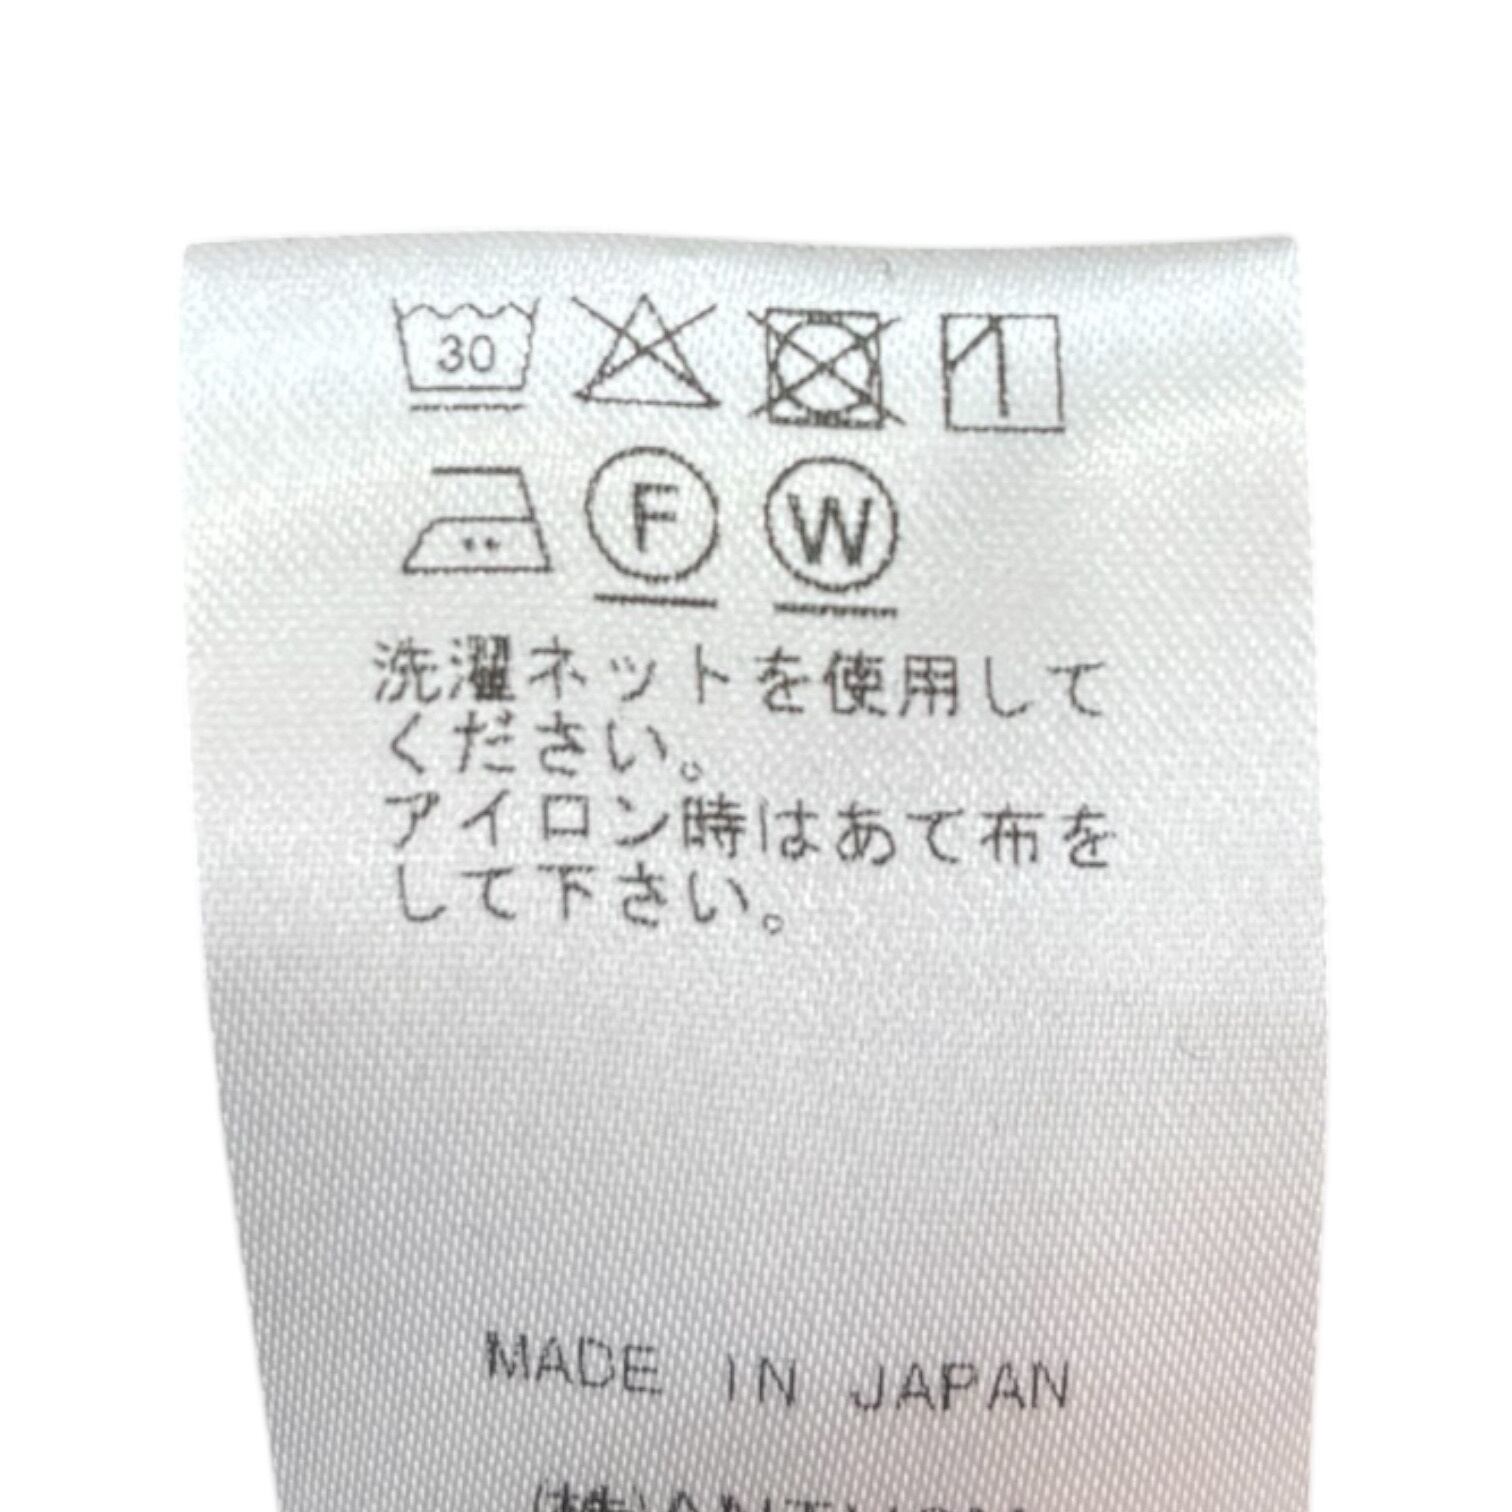 30
F W
洗濯ネットを使用して
ください。
アイロン時はあて布を
して下さい。
MADE IN JAPAN